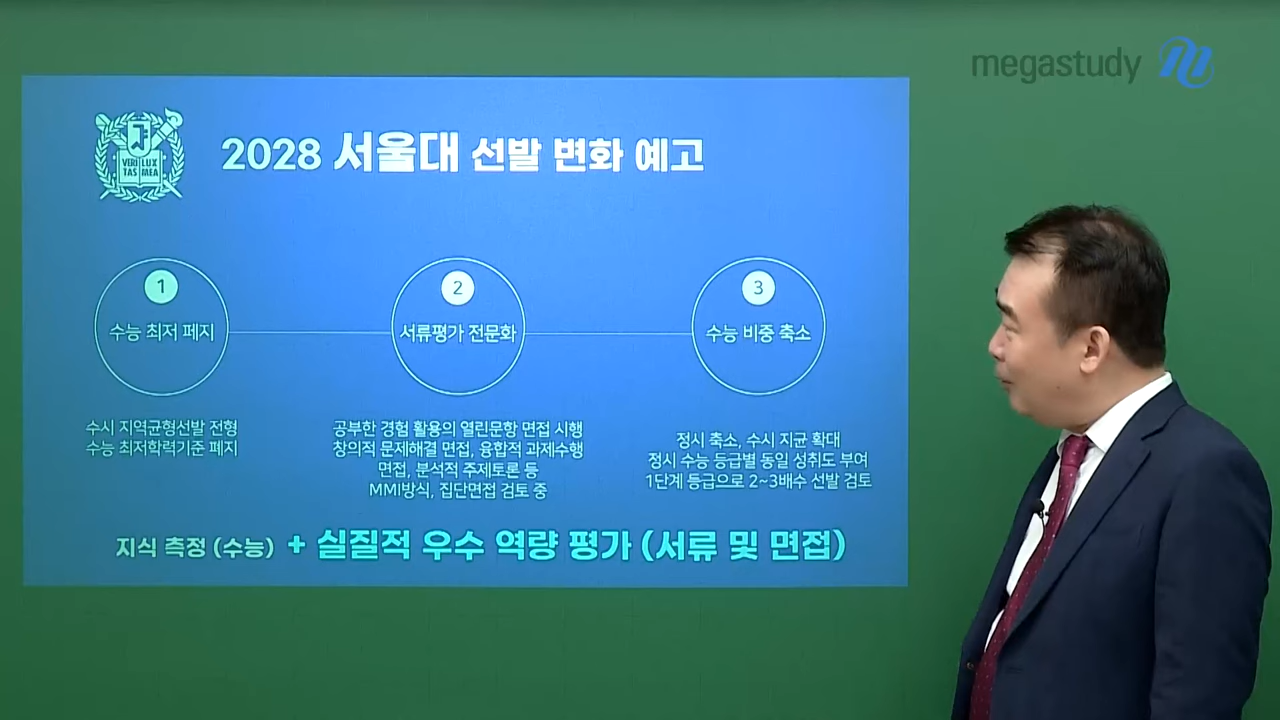 megastudy
VERI LUX
TAS MEA
2028 서울대 선발 변화 예고
1
수능 최저 폐지
수시 지역균형선발 전형
수능 최저학력기준 폐지
2
서류평가 전문화
공부한 경험 활용의 열린문항 면접 시행
창의적 문제해결 면접, 융합적 과제수행
면접, 분석적 주제토론 등
MMI방식, 집단면접 검토 중
3
수능 비중 축소
정시 축소, 수시 지균 확대
정시 수능 등급별 동일 성취도 부여
1단계 등급으로 2~3배수 선발 검토
지식 측정 (수능) + 실질적 우수 역량 평가 (서류 및 면접)